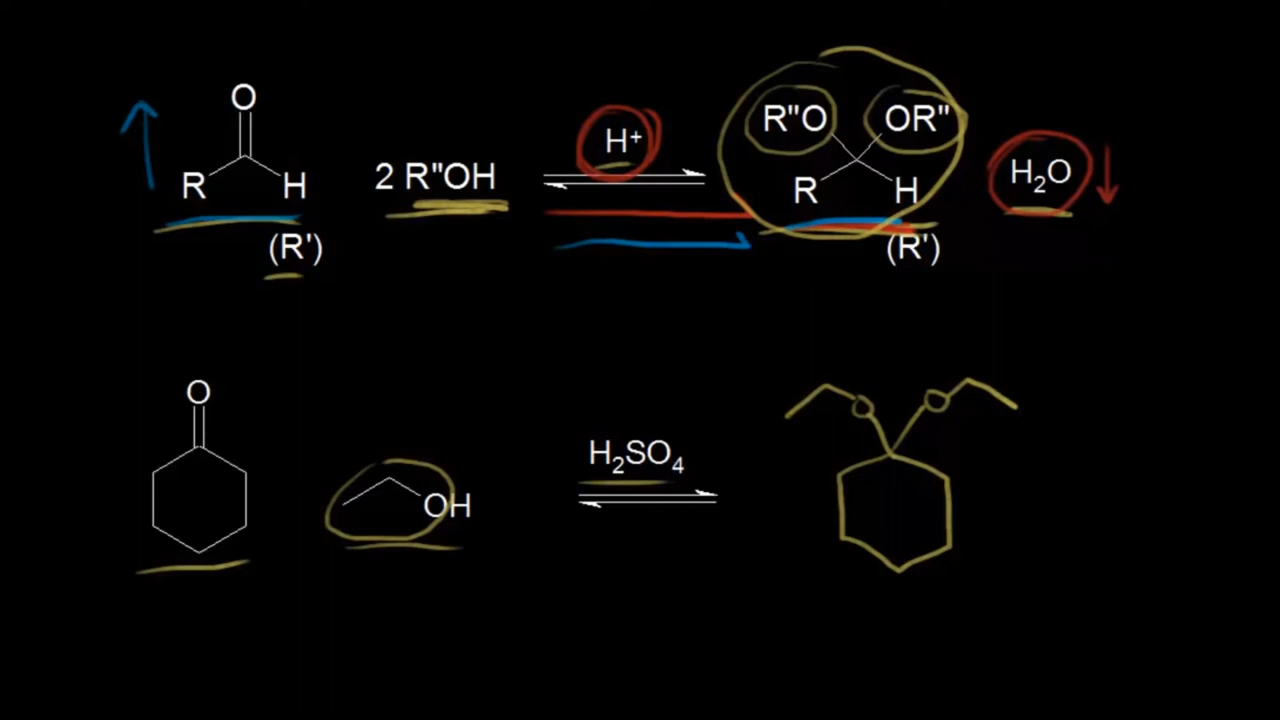 O
R H
(R')
2 R"OH
H⁺
R"O OR"
R H
(R')
H₂O
O
OH
H₂SO₄
O O